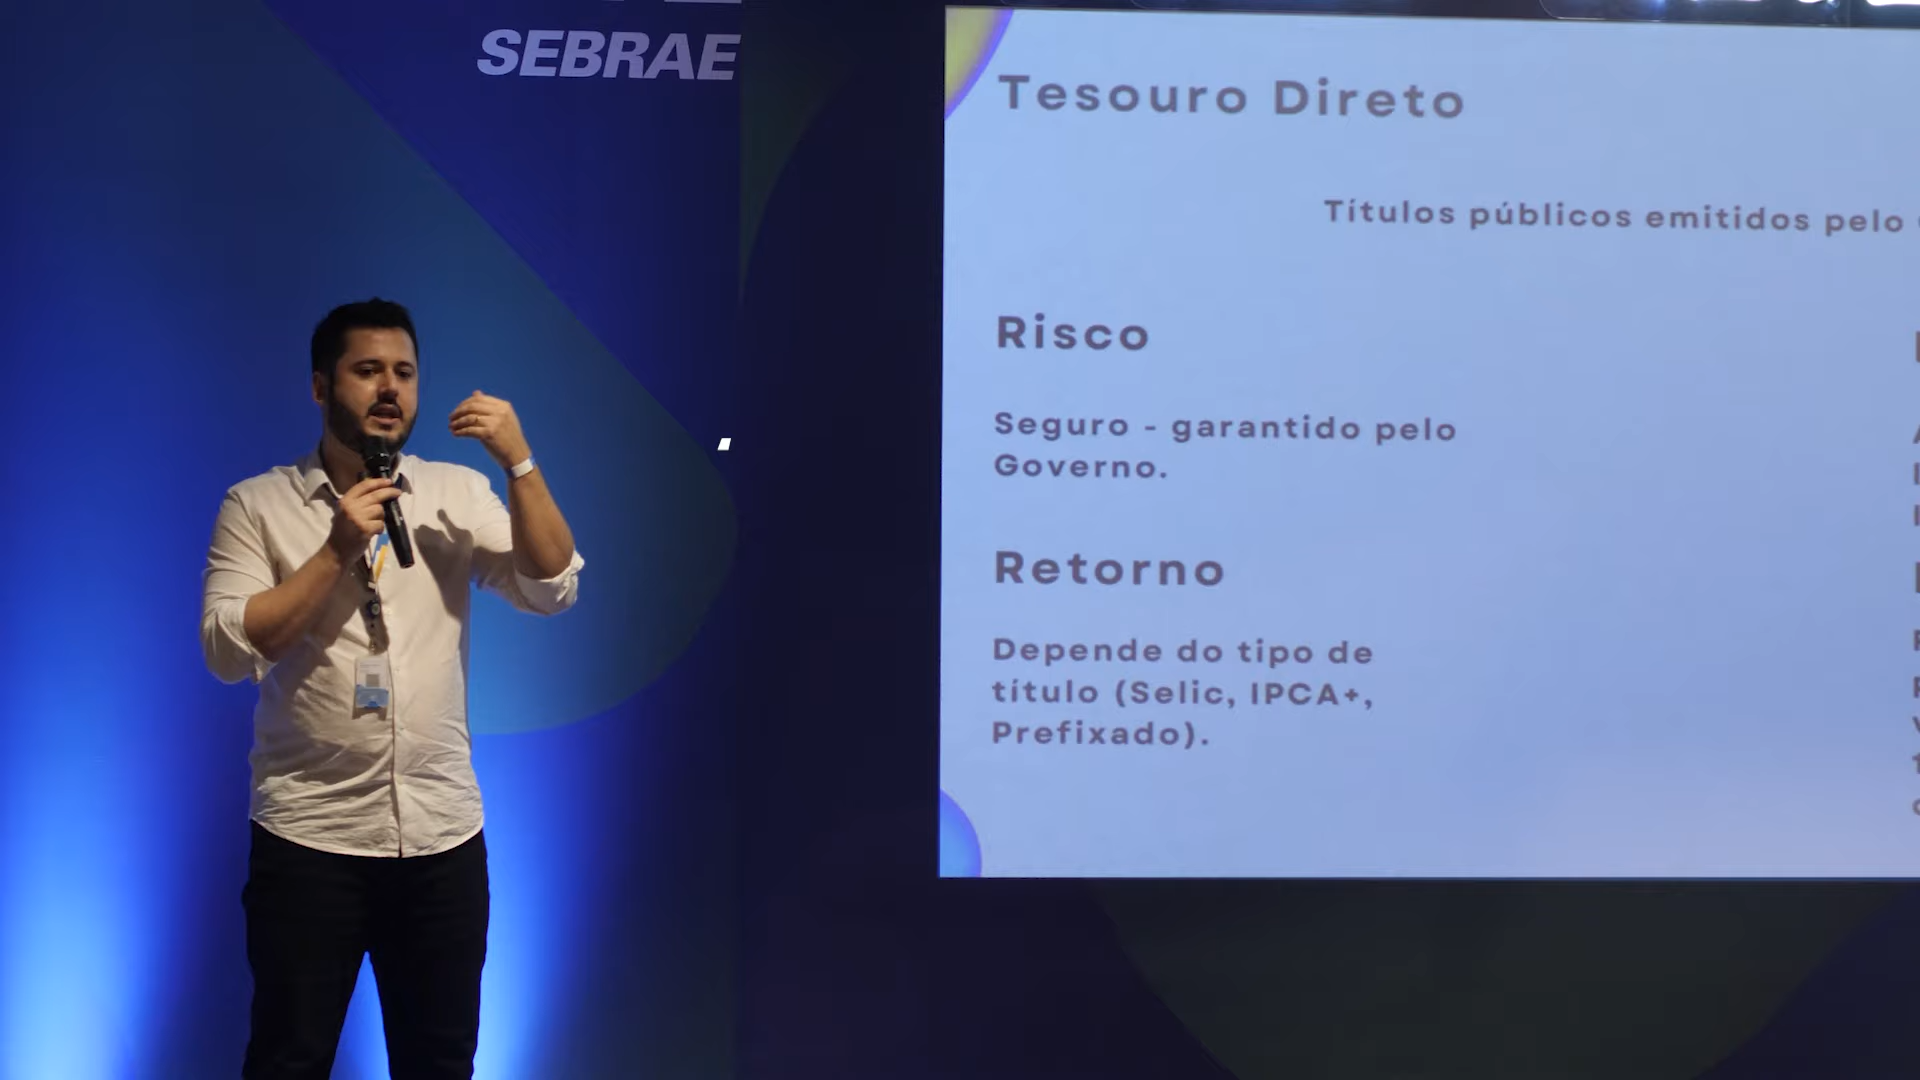 SEBRAE
Tesouro Direto
Títulos públicos emitidos pelo
Risco
Seguro - garantido pelo
Governo.
Retorno
Depende do tipo de
título (Selic, IPCA+,
Prefixado).